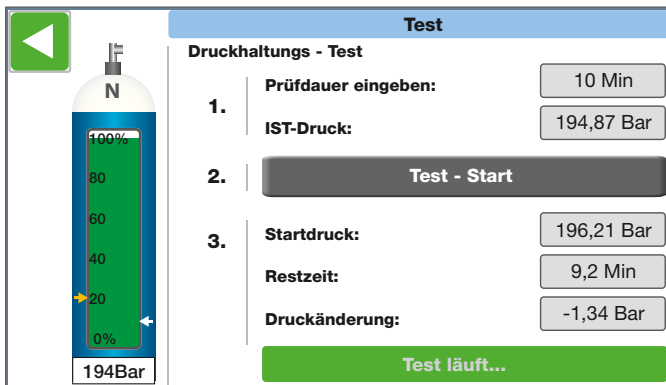 Test
Druckhaltungs - Test
N
1.
Prüfdauer eingeben:
10 Min
IST-Druck:
194,87 Bar
2.
Test - Start
3.
Startdruck:
196,21 Bar
Restzeit:
9,2 Min
Druckänderung:
-1,34 Bar
Test läuft...
100%
80
60
40
20
0%
194Bar